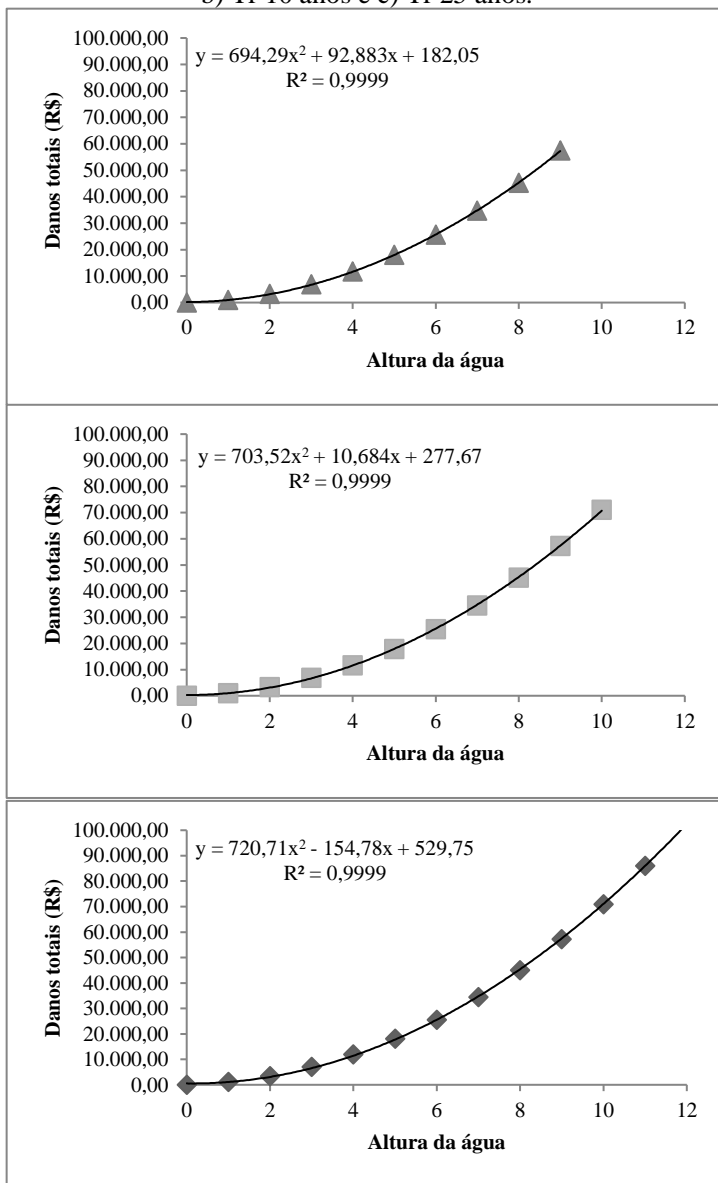 b) Tr 10 anos e c) Tr 25 anos.
100.000,00
90.000,00
80.000,00
70.000,00
60.000,00
50.000,00
40.000,00
30.000,00
20.000,00
10.000,00
0,00
Danos totais (R$)
y = 694,29x² + 92,883x + 182,05
R² = 0,9999
0 2 4 6 8 10 12
Altura da água
100.000,00
90.000,00
80.000,00
70.000,00
60.000,00
50.000,00
40.000,00
30.000,00
20.000,00
10.000,00
0,00
Danos totais (R$)
y = 703,52x² + 10,684x + 277,67
R² = 0,9999
0 2 4 6 8 10 12
Altura da água
100.000,00
90.000,00
80.000,00
70.000,00
60.000,00
50.000,00
40.000,00
30.000,00
20.000,00
10.000,00
0,00
Danos totais (R$)
y = 720,71x² - 154,78x + 529,75
R² = 0,9999
0 2 4 6 8 10 12
Altura da água